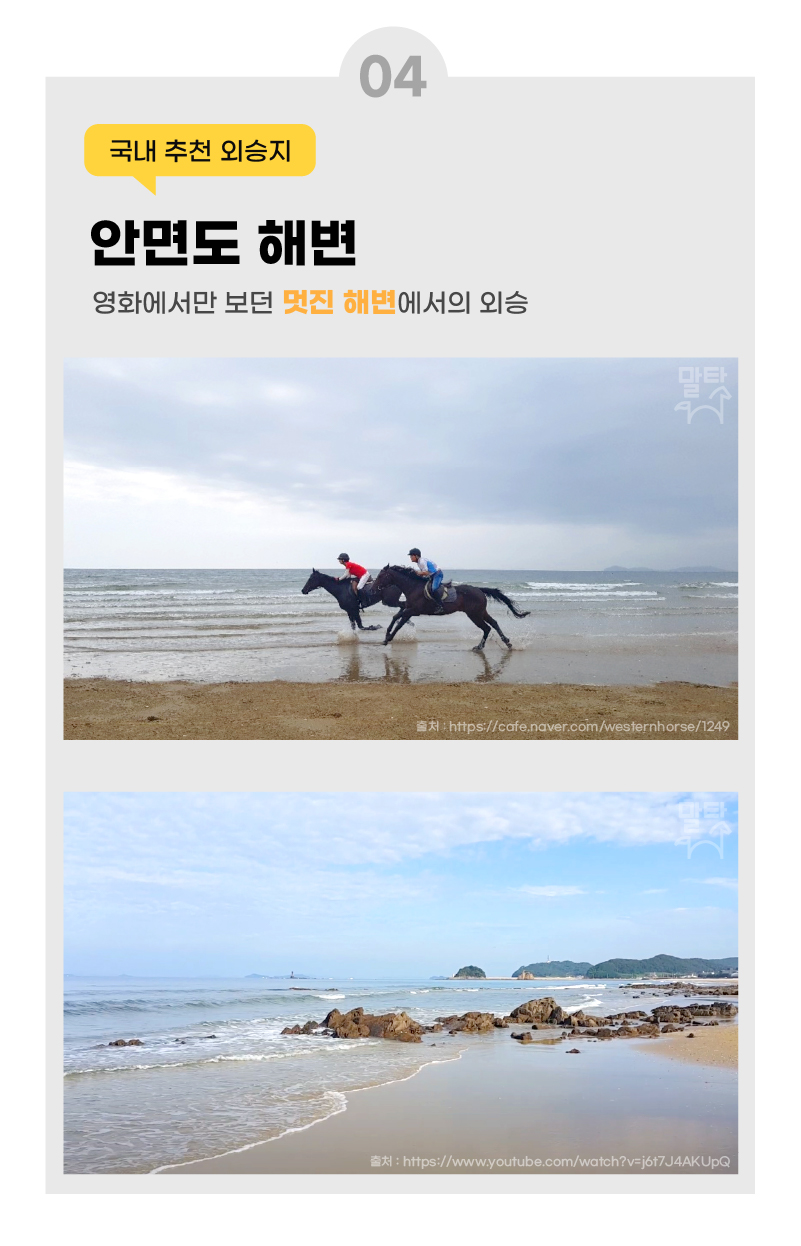 04
국내 추천 외승지
안면도 해변
영화에서만 보던 멋진 해변에서의 외승
말타
출처 : https://cafe.naver.com/westernhorse/1249
말타
출처 : https://www.youtube.com/watch?v=j6t7J4AKUpQ